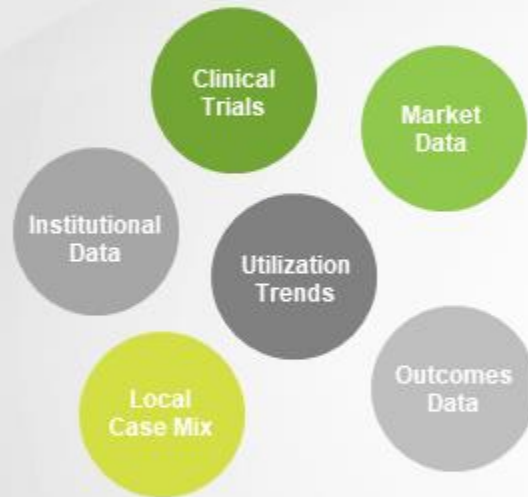 Clinical
Trials
Market
Data
Institutional
Data
Utilization
Trends
Outcomes
Data
Local
Case Mix